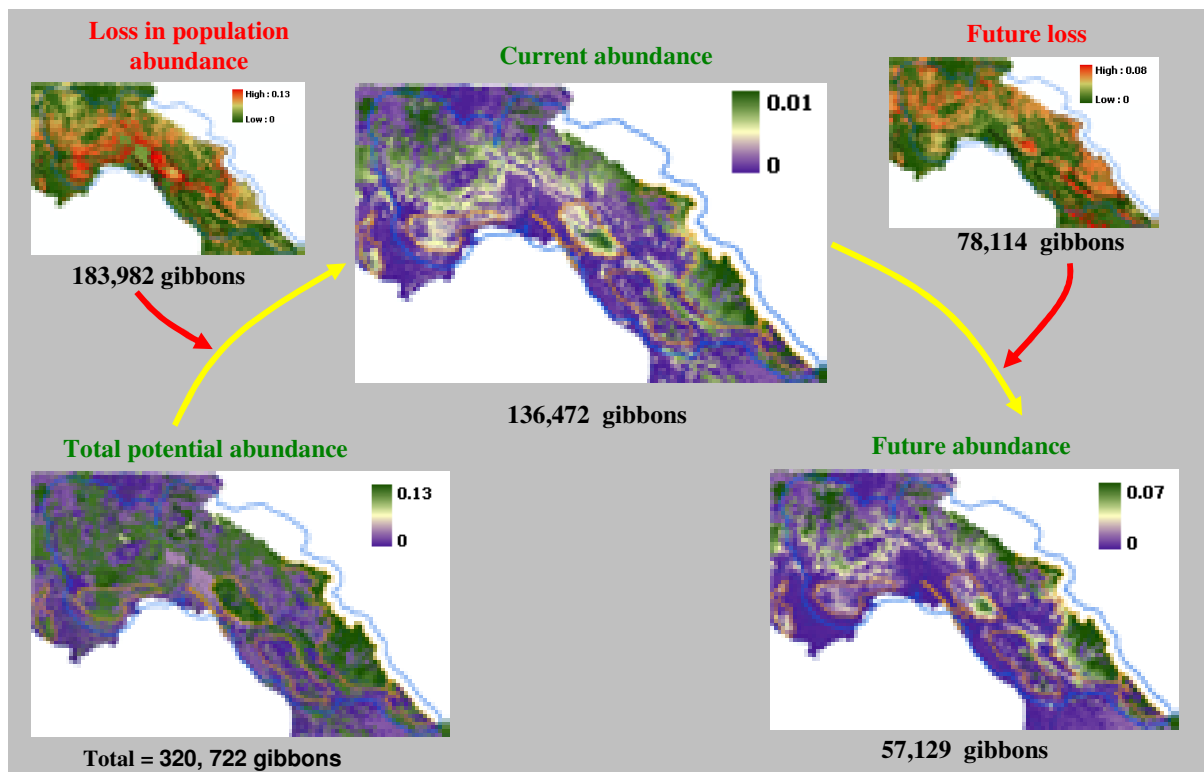 Loss in population
abundance
High : 0.13
Low : 0
183,982 gibbons
Current abundance
0.01
0
136,472 gibbons
Future loss
High : 0.08
Low : 0
78,114 gibbons
Total potential abundance
0.13
0
Total = 320, 722 gibbons
Future abundance
0.07
0
57,129 gibbons